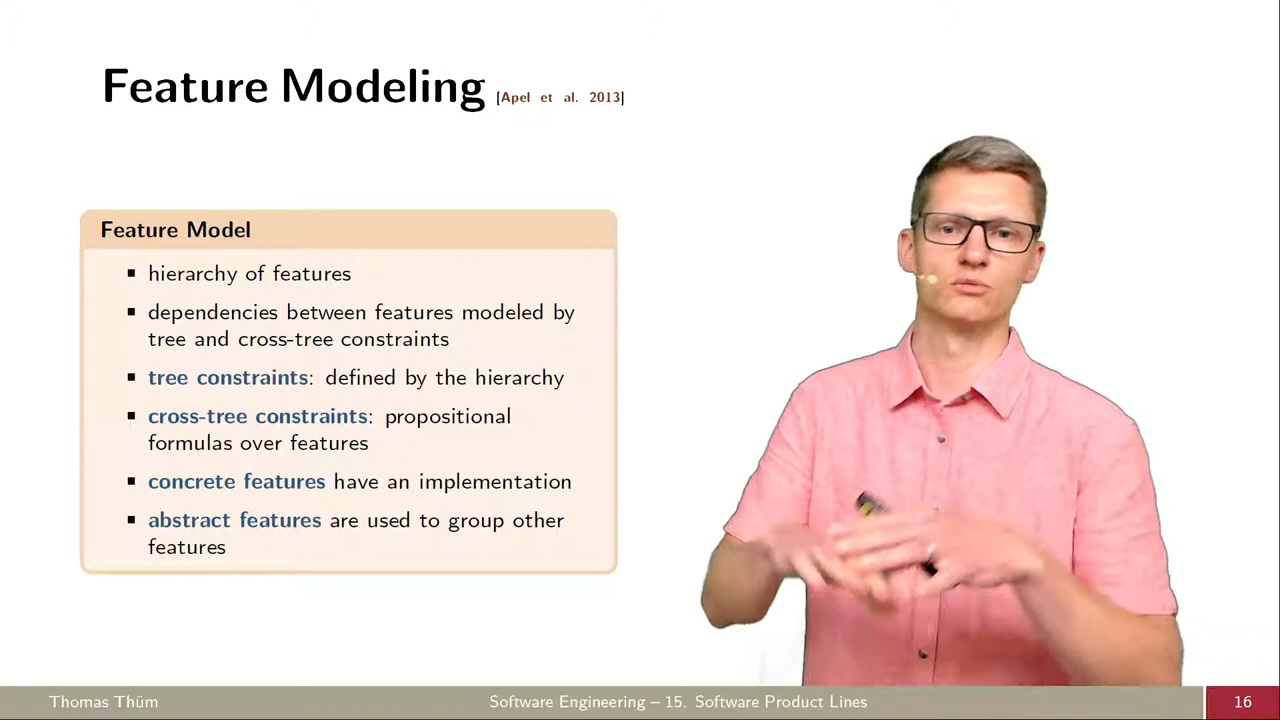 Feature Modeling [Apel et al. 2013]
Feature Model
▪ hierarchy of features
▪ dependencies between features modeled by
tree and cross-tree constraints
▪ tree constraints: defined by the hierarchy
▪ cross-tree constraints: propositional
formulas over features
▪ concrete features have an implementation
▪ abstract features are used to group other
features
Thomas Thüm
Software Engineering – 15. Software Product Lines
16